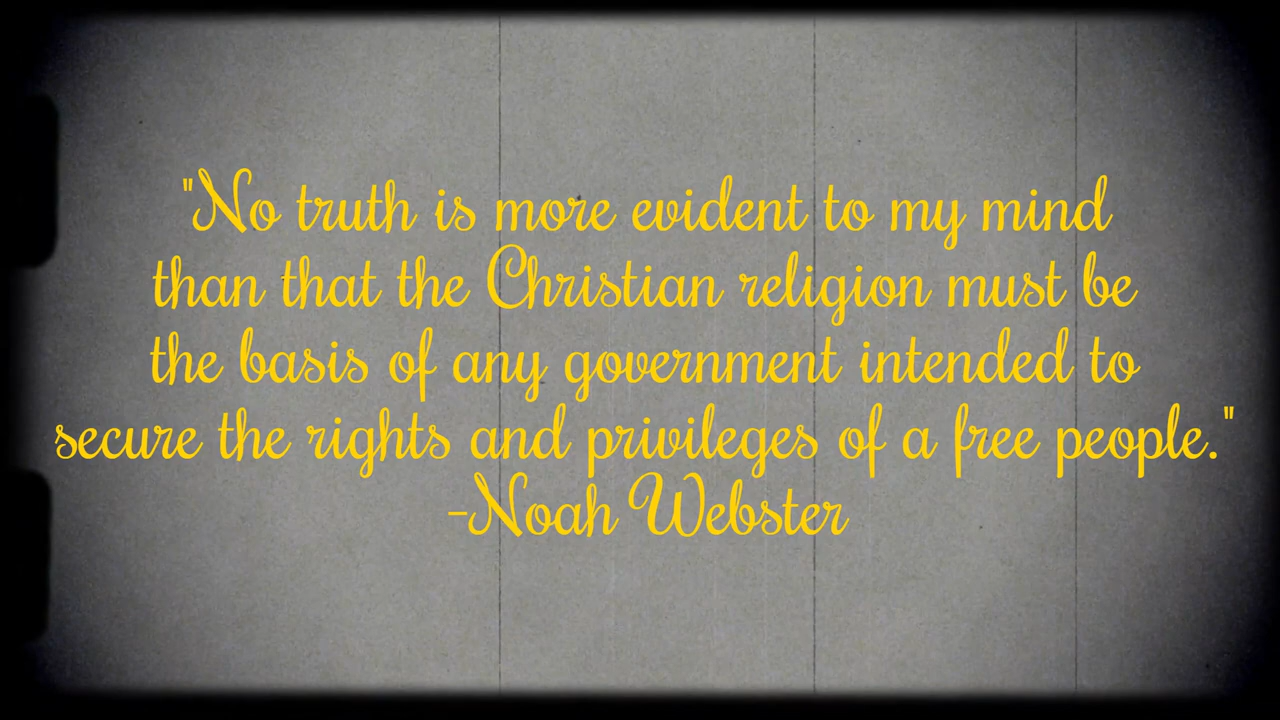 "No truth is more evident to my mind
than that the Christian religion must be
the basis of any government intended to
secure the rights and privileges of a free people."
-Noah Webster